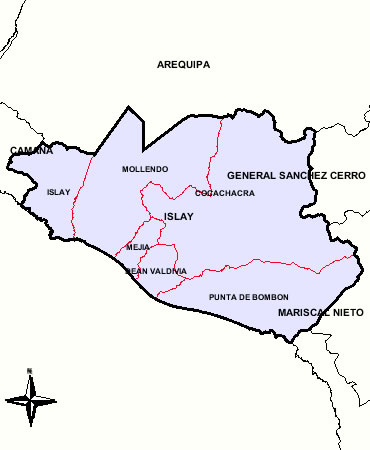 AREQUIPA
CAMANA
MOLLENDO
GENERAL SANCHEZ CERRO
ISLAY
COCACHACRA
ISLAY
MEJIA
DEAN VALDIVIA
PUNTA DE BOMBON
MARISCAL NIETO
N